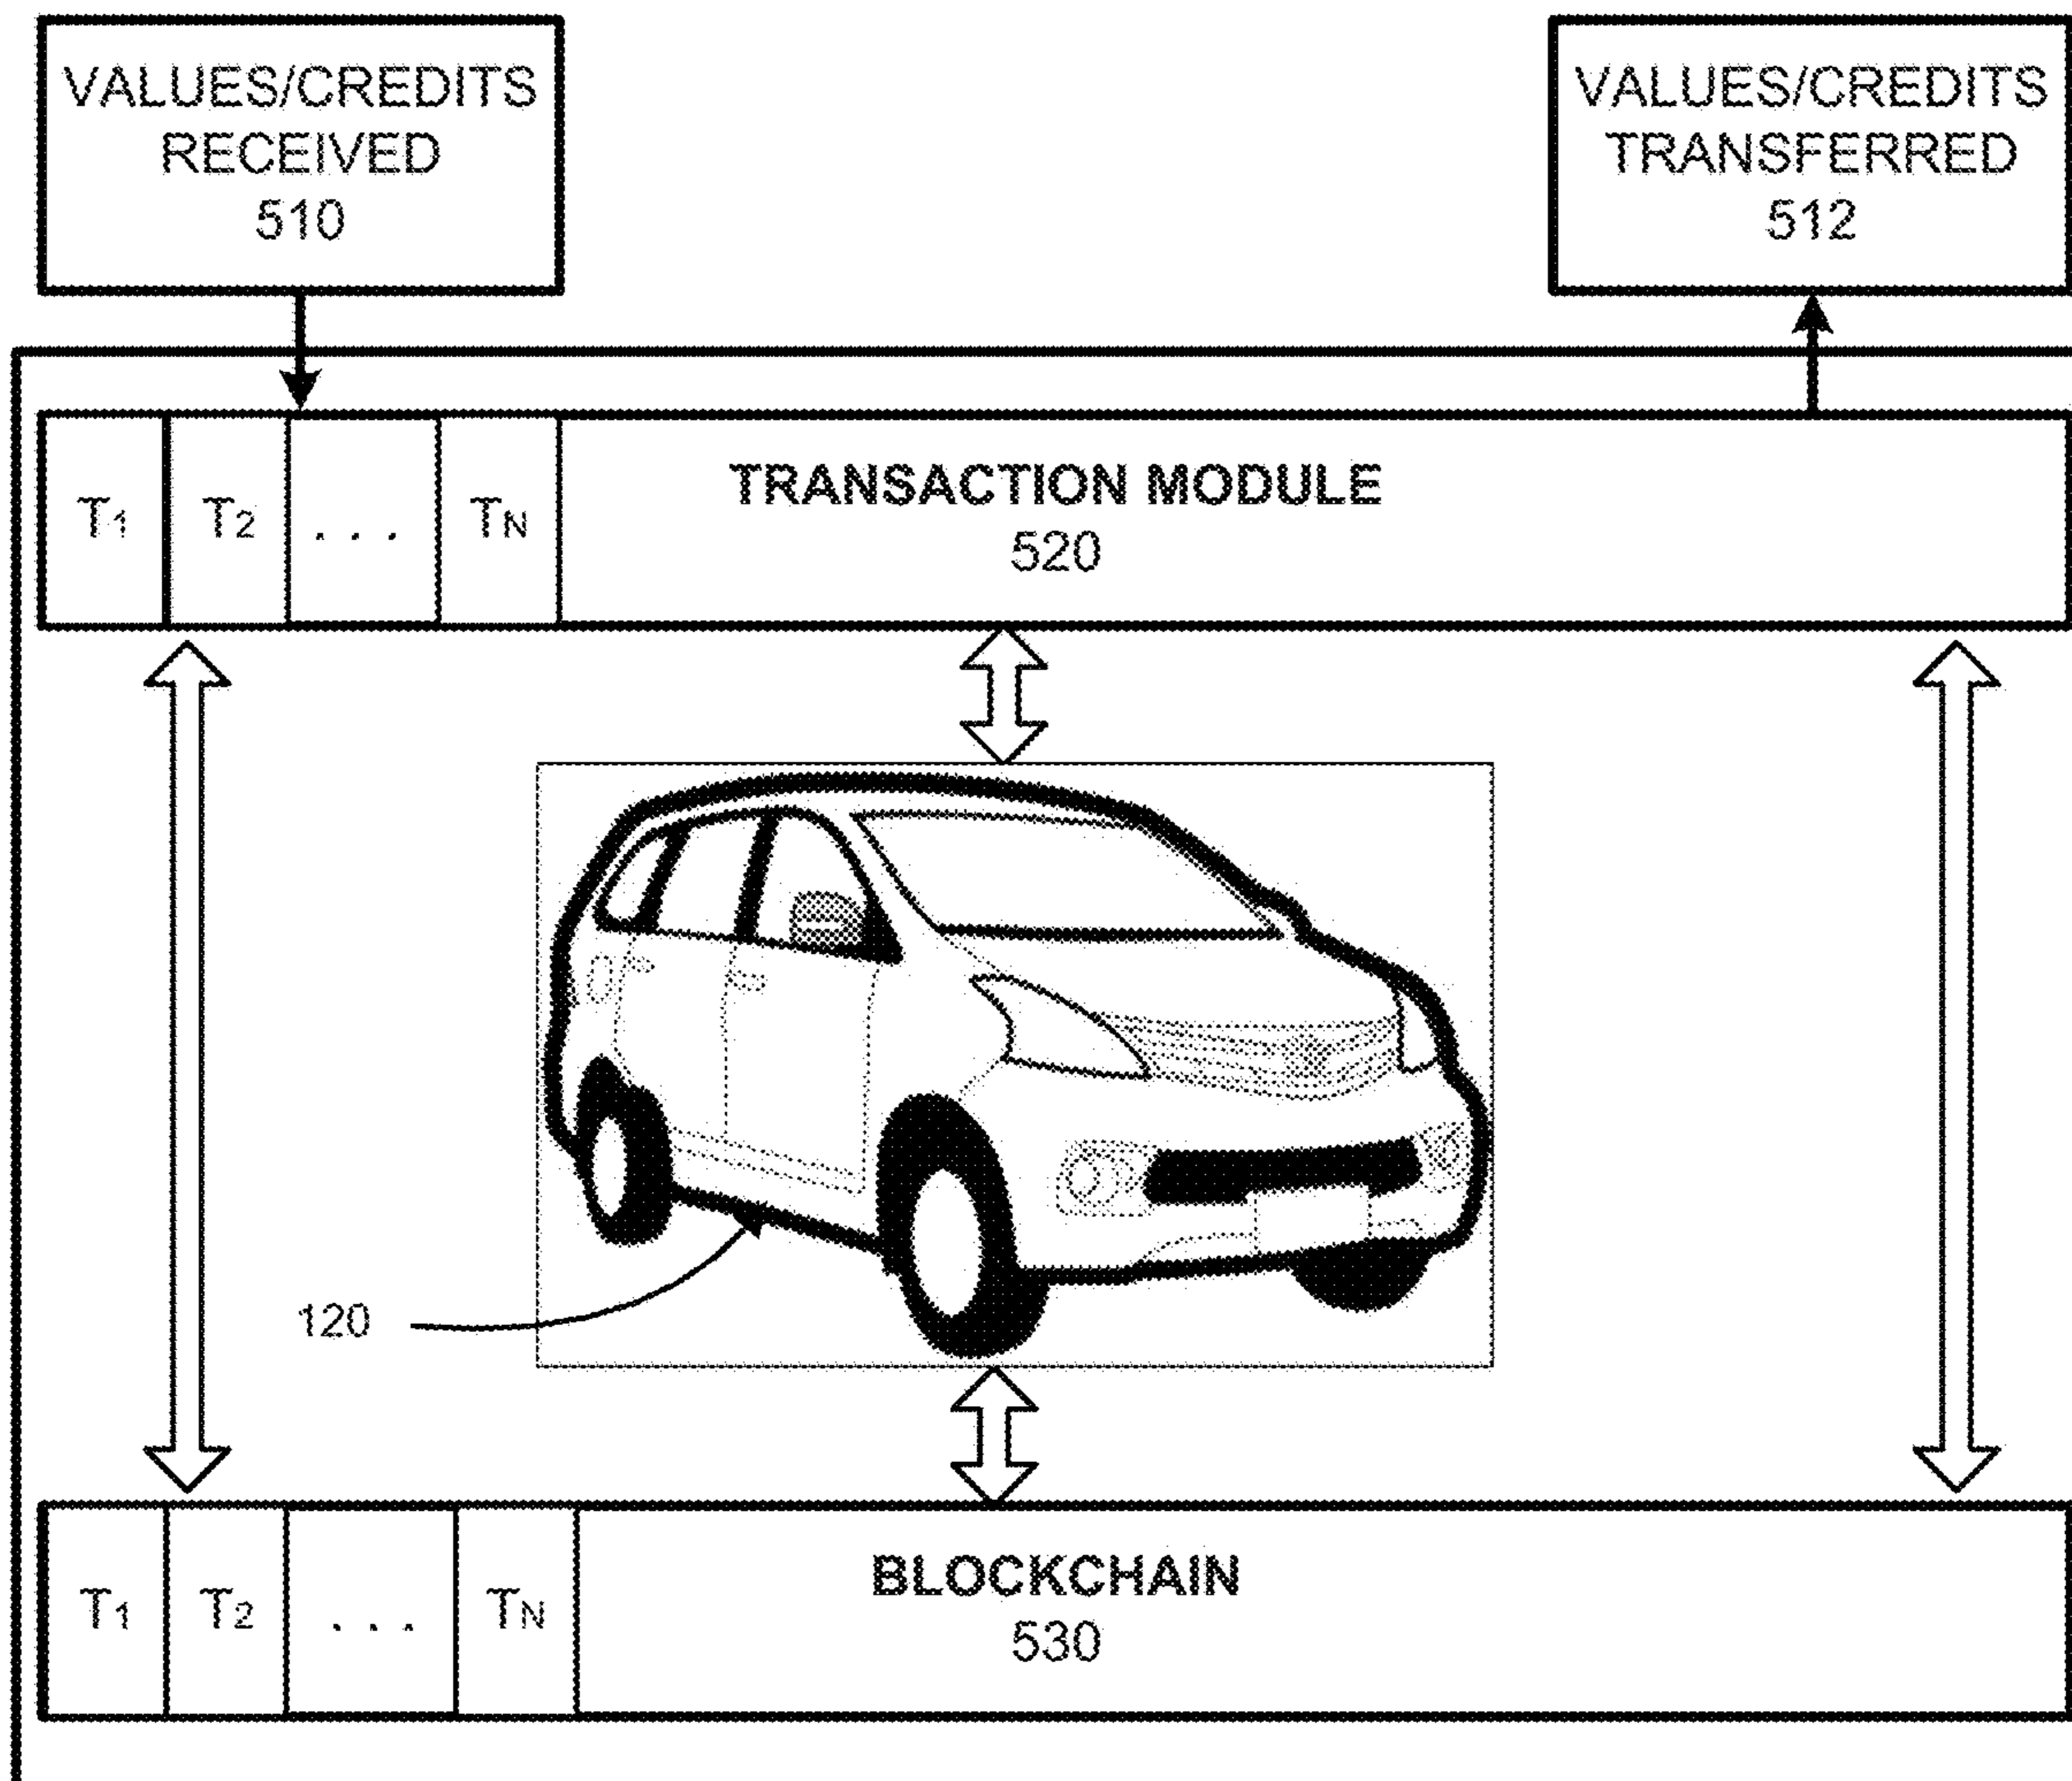 VALUES/CREDITS
RECEIVED
510
VALUES/CREDITS
TRANSFERRED
512
T1 T2 . . . TN
TRANSACTION MODULE
520
120
T1 T2 . . . TN
BLOCKCHAIN
530